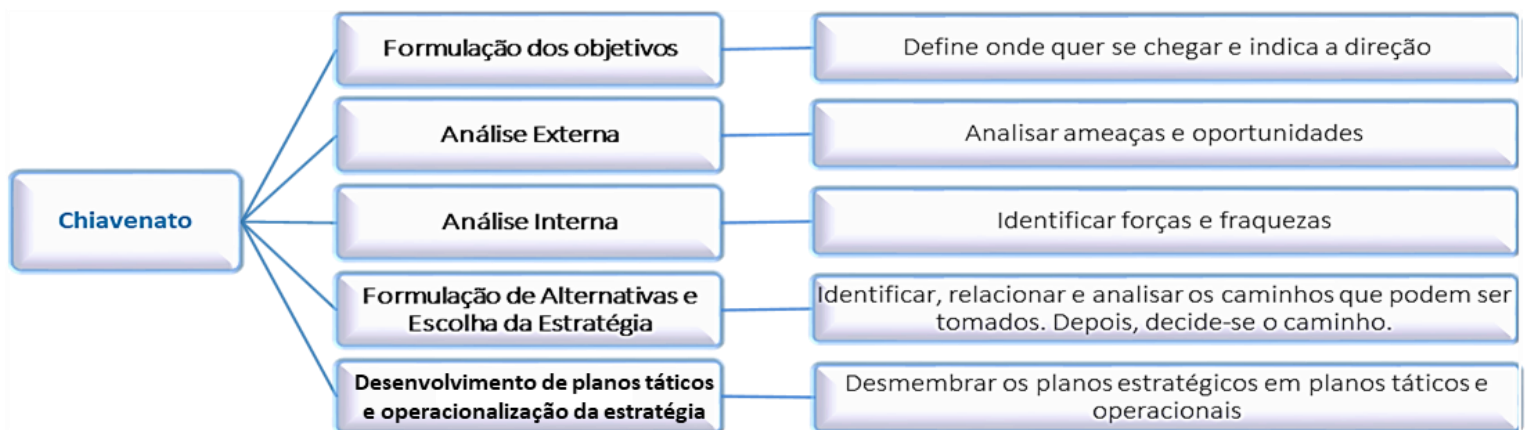 Chiavenato
Formulação dos objetivos
Define onde quer se chegar e indica a direção
Análise Externa
Analisar ameaças e oportunidades
Análise Interna
Identificar forças e fraquezas
Formulação de Alternativas e
Escolha da Estratégia
Identificar, relacionar e analisar os caminhos que podem ser
tomados. Depois, decide-se o caminho.
Desenvolvimento de planos táticos
e operacionalização da estratégia
Desmembrar os planos estratégicos em planos táticos e
operacionais